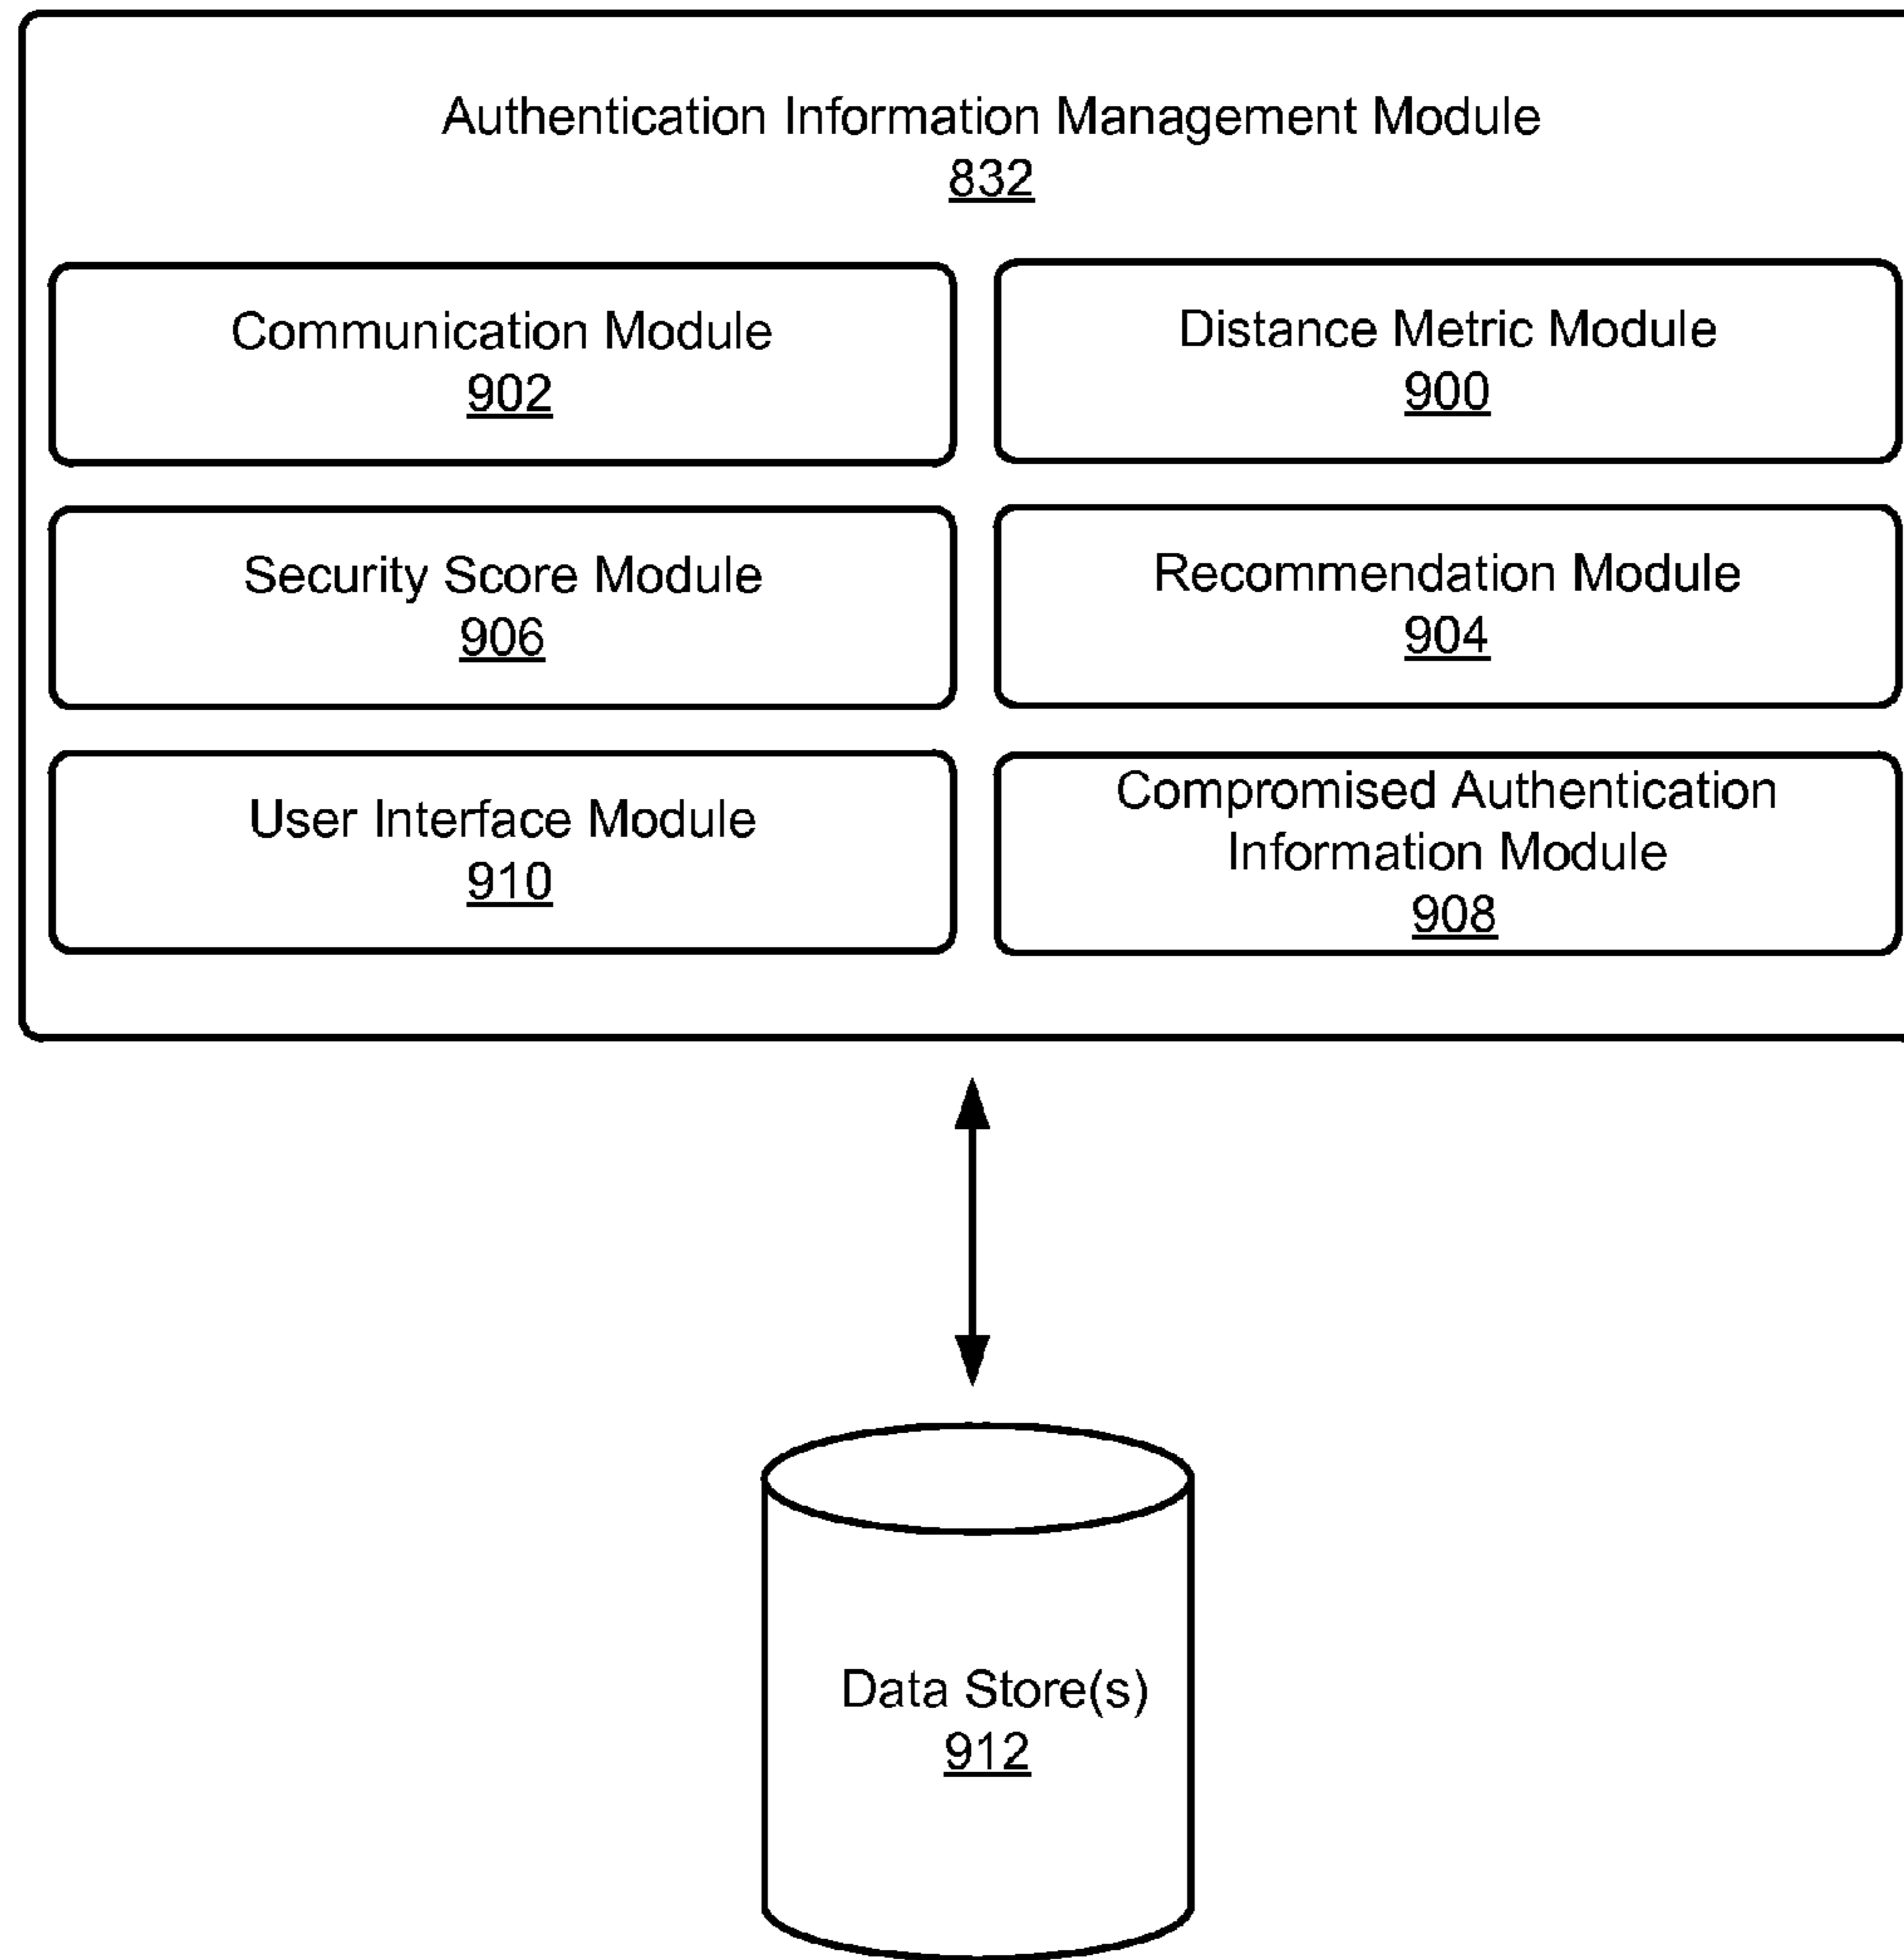 Authentication Information Management Module
832
Communication Module
902
Distance Metric Module
900
Security Score Module
906
Recommendation Module
904
User Interface Module
910
Compromised Authentication
Information Module
908
Data Store(s)
912